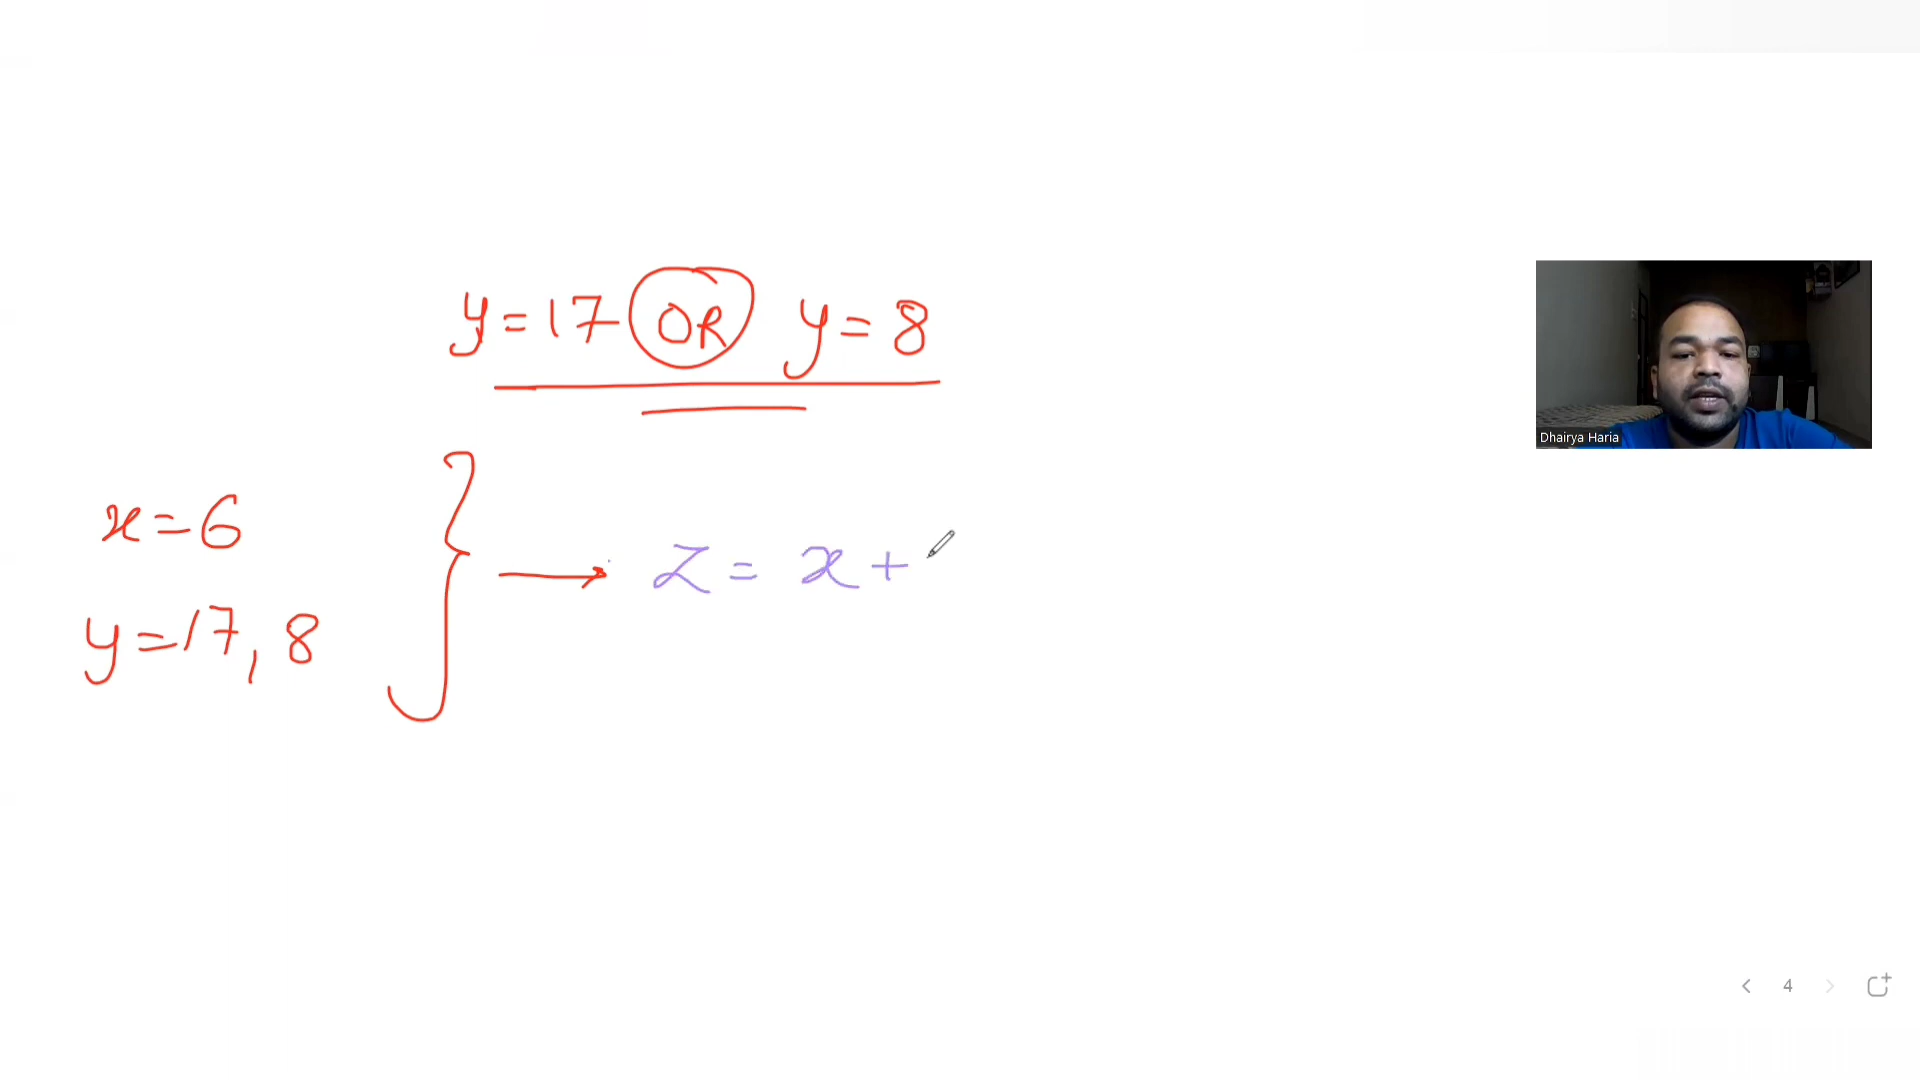 y=17 OR y=8
x=6
y=17, 8
z= x+
Dhairya Haria
4